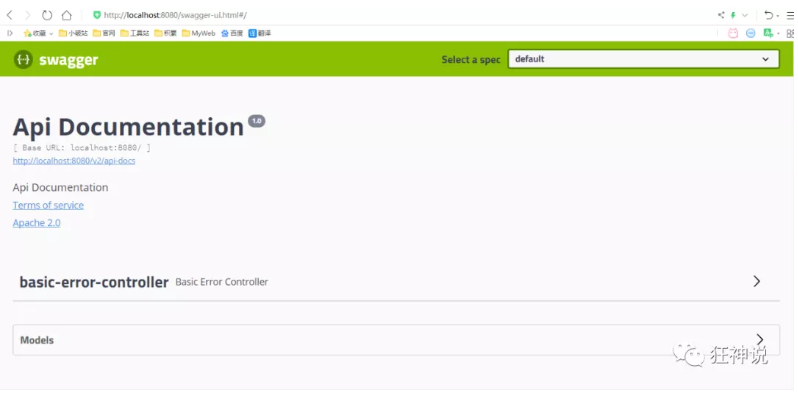 http://localhost:8080/swagger-ui.html#/
收藏 小破站 官网 工具站 积累 MyWeb 百度 翻译
swagger
Select a spec default
Api Documentation 1.0
[ Base URL: localhost:8080/ ]
http://localhost:8080/v2/api-docs
Api Documentation
Terms of service
Apache 2.0
basic-error-controller Basic Error Controller
Models
狂神说